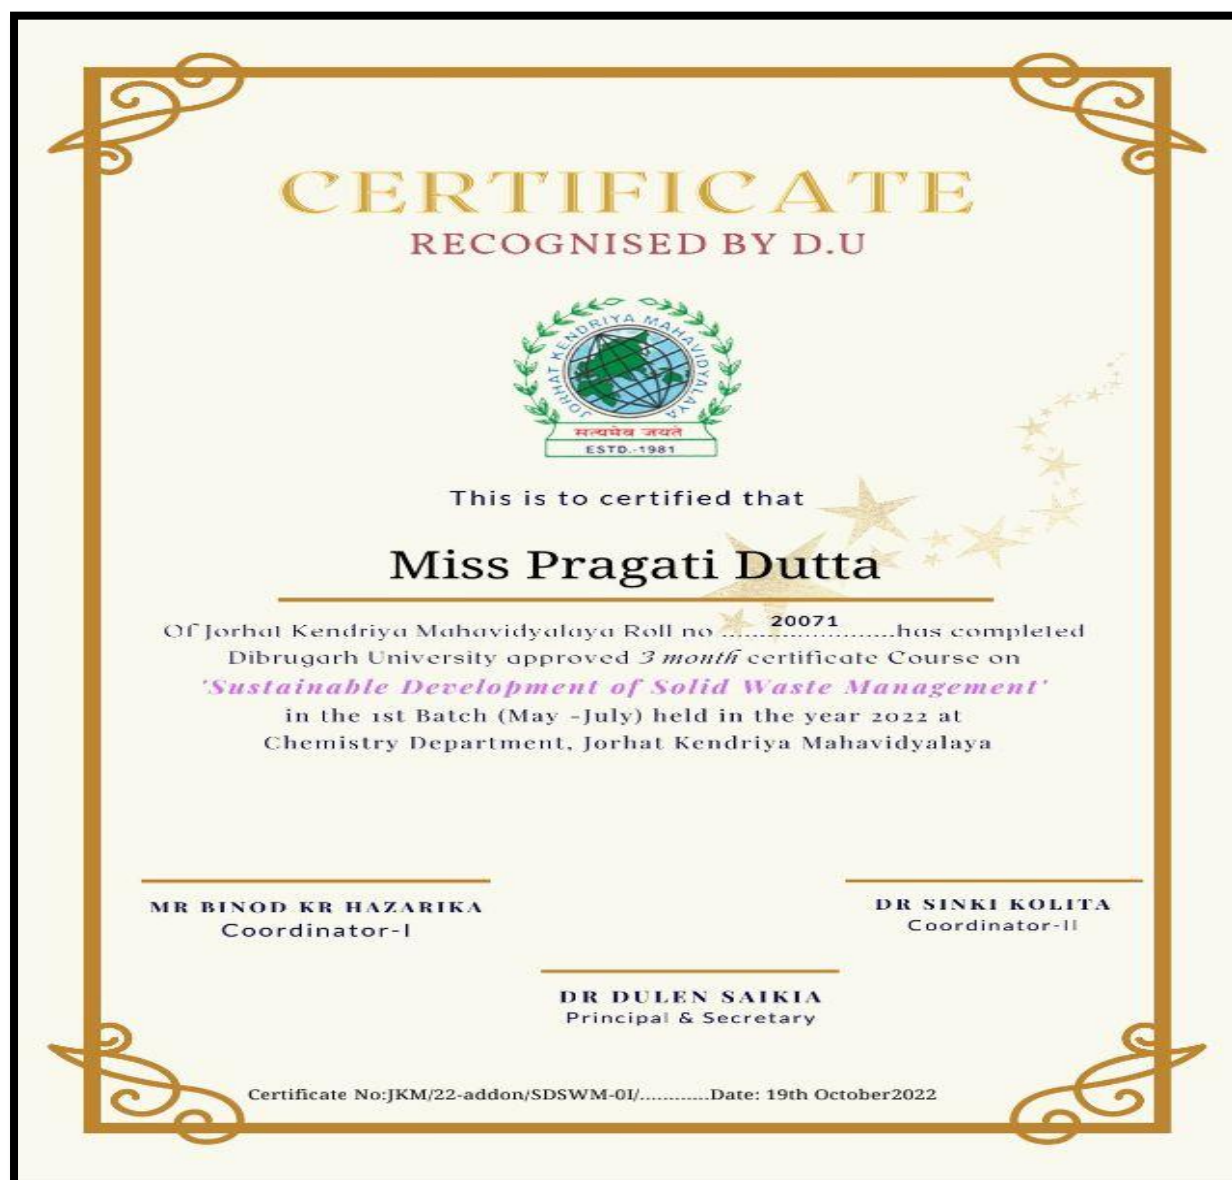 CERTIFICATE
RECOGNISED BY D.U
JORHAT KENDRIYA MAHAVIDYALAYA
सत्यमेव जयते
ESTD.-1981
This is to certified that
Miss Pragati Dutta
Of Jorhat Kendriya Mahavidyalaya Roll no ......20071......has completed
Dibrugarh University approved 3 month certificate Course on
'Sustainable Development of Solid Waste Management'
in the 1st Batch (May -July) held in the year 2022 at
Chemistry Department, Jorhat Kendriya Mahavidyalaya
MR BINOD KR HAZARIKA
Coordinator-I
DR SINKI KOLITA
Coordinator-II
DR DULEN SAIKIA
Principal & Secretary
Certificate No:JKM/22-addon/SDSWM-01/............Date: 19th October2022